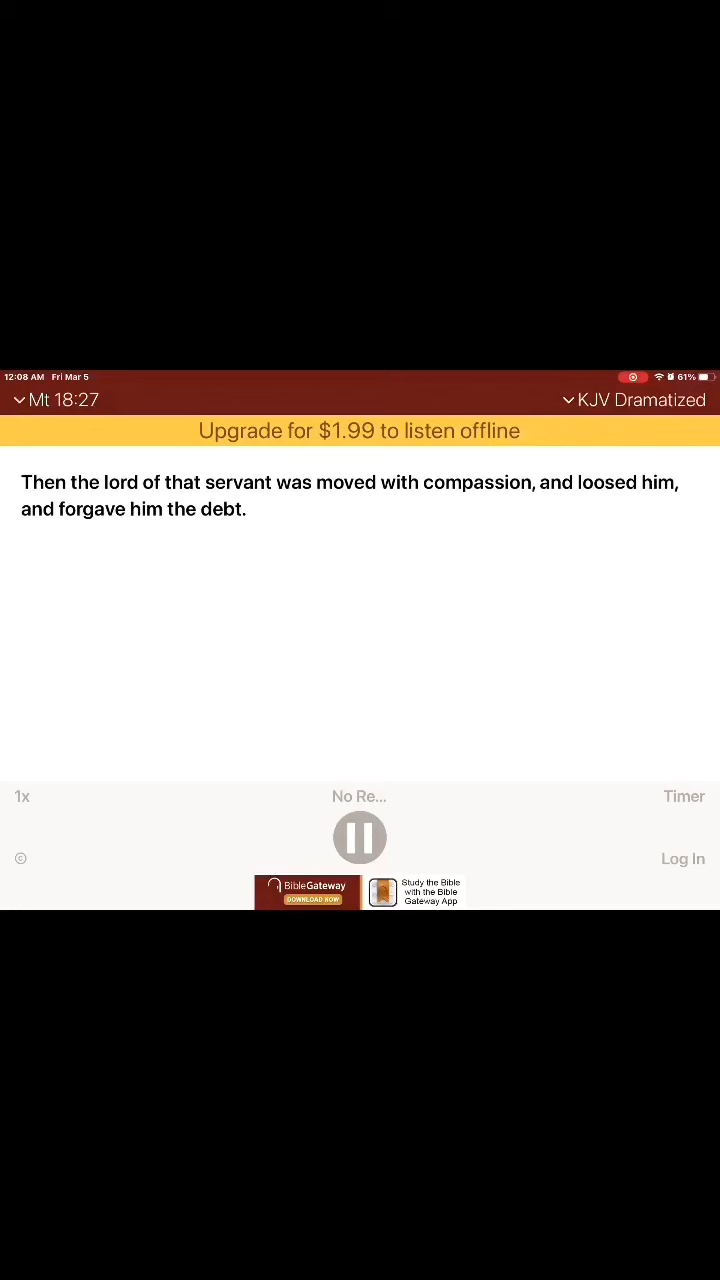 12:08 AM Fri Mar 5 61%
Mt 18:27 KJV Dramatized
Upgrade for $1.99 to listen offline
Then the lord of that servant was moved with compassion, and loosed him,
and forgave him the debt.
1x No Re... Timer
© Log In
BibleGateway
DOWNLOAD NOW
Study the Bible
with the Bible
Gateway App